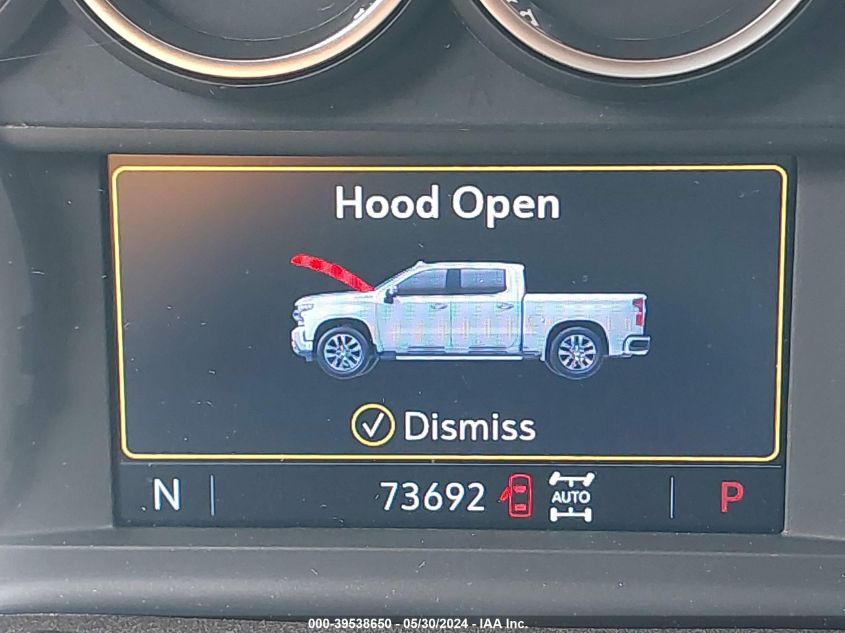 Hood Open
Dismiss
N 73692 AUTO P
000-39538650 - 05/30/2024 - IAA Inc.